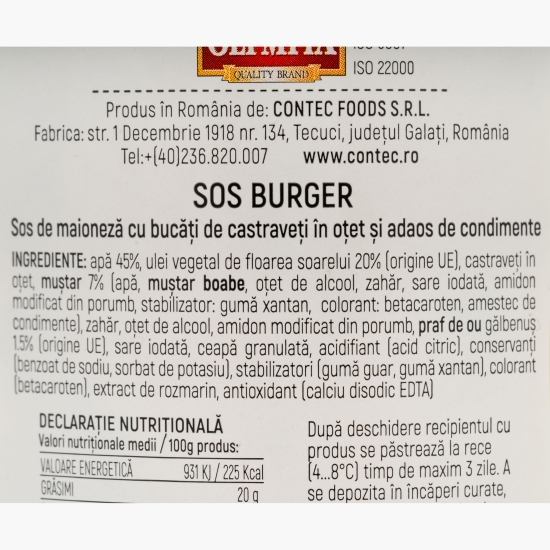 OLYMPIA
QUALITY BRAND
ISO 22000
Produs în România de: CONTEC FOODS S.R.L.
Fabrica: str. 1 Decembrie 1918 nr. 134, Tecuci, județul Galați, România
Tel:+(40)236.820.007 www.contec.ro
SOS BURGER
Sos de maioneză cu bucăți de castraveți în oțet și adaos de condimente
INGREDIENTE: apă 45%, ulei vegetal de floarea soarelui 20% (origine UE), castraveți în
oțet, muștar 7% (apă, muștar boabe, oțet de alcool, zahăr, sare iodată, amidon
modificat din porumb, stabilizator: gumă xantan, colorant: betacaroten, amestec de
condimente), zahăr, oțet de alcool, amidon modificat din porumb, praf de ou gălbenuș
1.5% (origine UE), sare iodată, ceapă granulată, acidifiant (acid citric), conservanți
(benzoat de sodiu, sorbat de potasiu), stabilizatori (gumă guar, gumă xantan), colorant
(betacaroten), extract de rozmarin, antioxidant (calciu disodic EDTA)
DECLARAȚIE NUTRITIONALĂ
Valori nutriționale medii / 100g produs:
VALOARE ENERGETICĂ 931 KJ / 225 Kcal
GRĂSIMI 20 g
După deschidere recipientul cu
produs se păstrează la rece
(4...8°C) timp de maxim 3 zile. A
se depozita în încăperi curate,